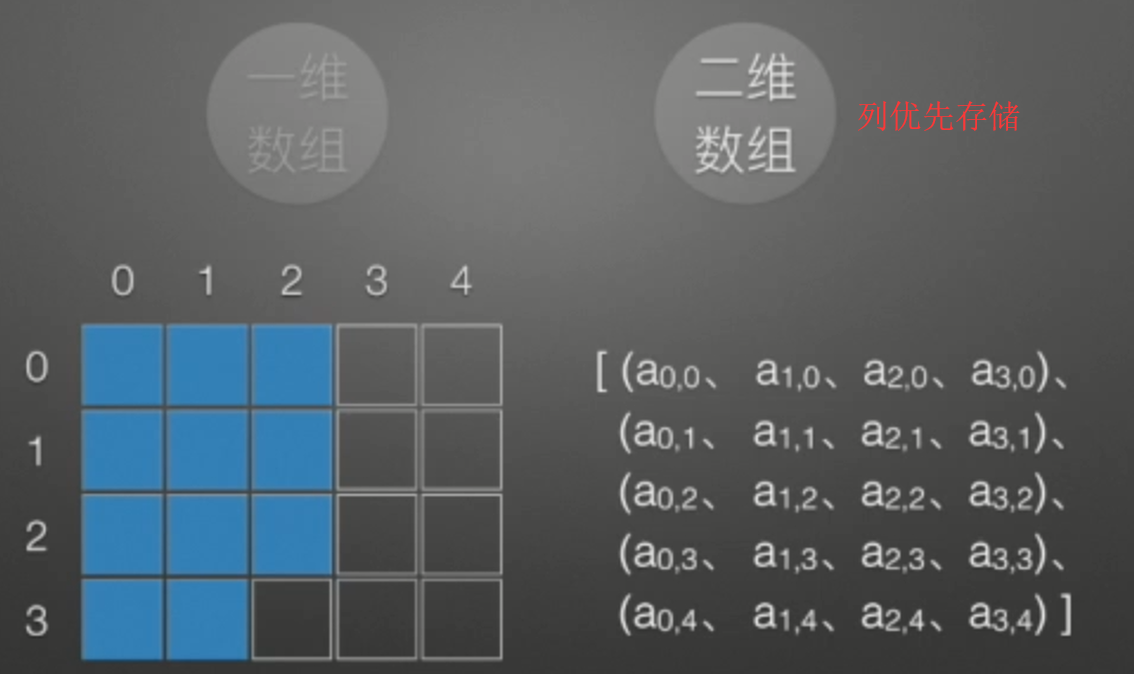 一维
数组
二维
数组
列优先存储
0 1 2 3 4
0
1
2
3
[ (a0,0、 a1,0、 a2,0、 a3,0)、
(a0,1、 a1,1、 a2,1、 a3,1)、
(a0,2、 a1,2、 a2,2、 a3,2)、
(a0,3、 a1,3、 a2,3、 a3,3)、
(a0,4、 a1,4、 a2,4、 a3,4) ]